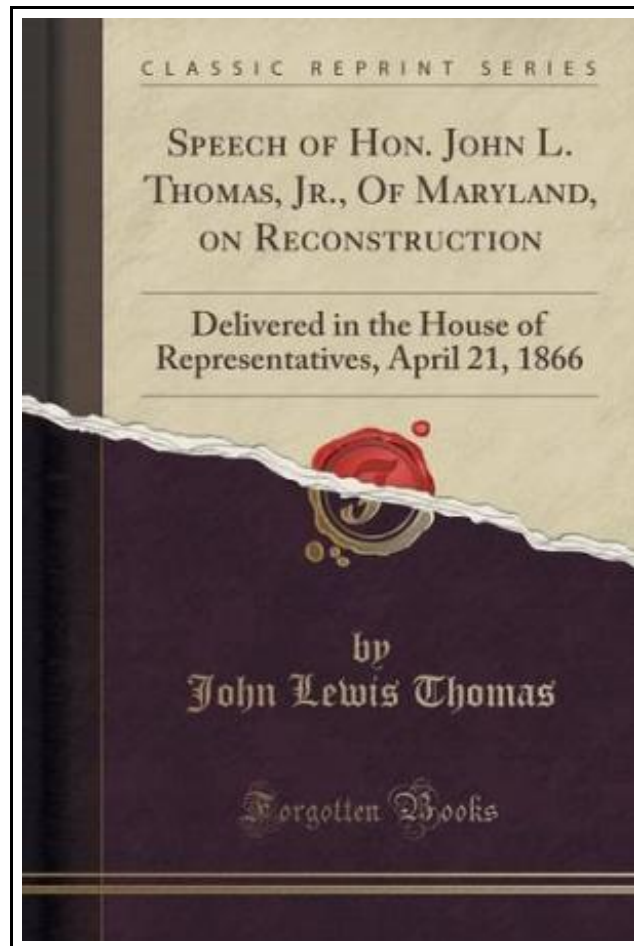 CLASSIC REPRINT SERIES
SPEECH OF HON. JOHN L.
THOMAS, JR., OF MARYLAND,
ON RECONSTRUCTION
Delivered in the House of
Representatives, April 21, 1866
by
John Lewis Thomas
Forgotten Books